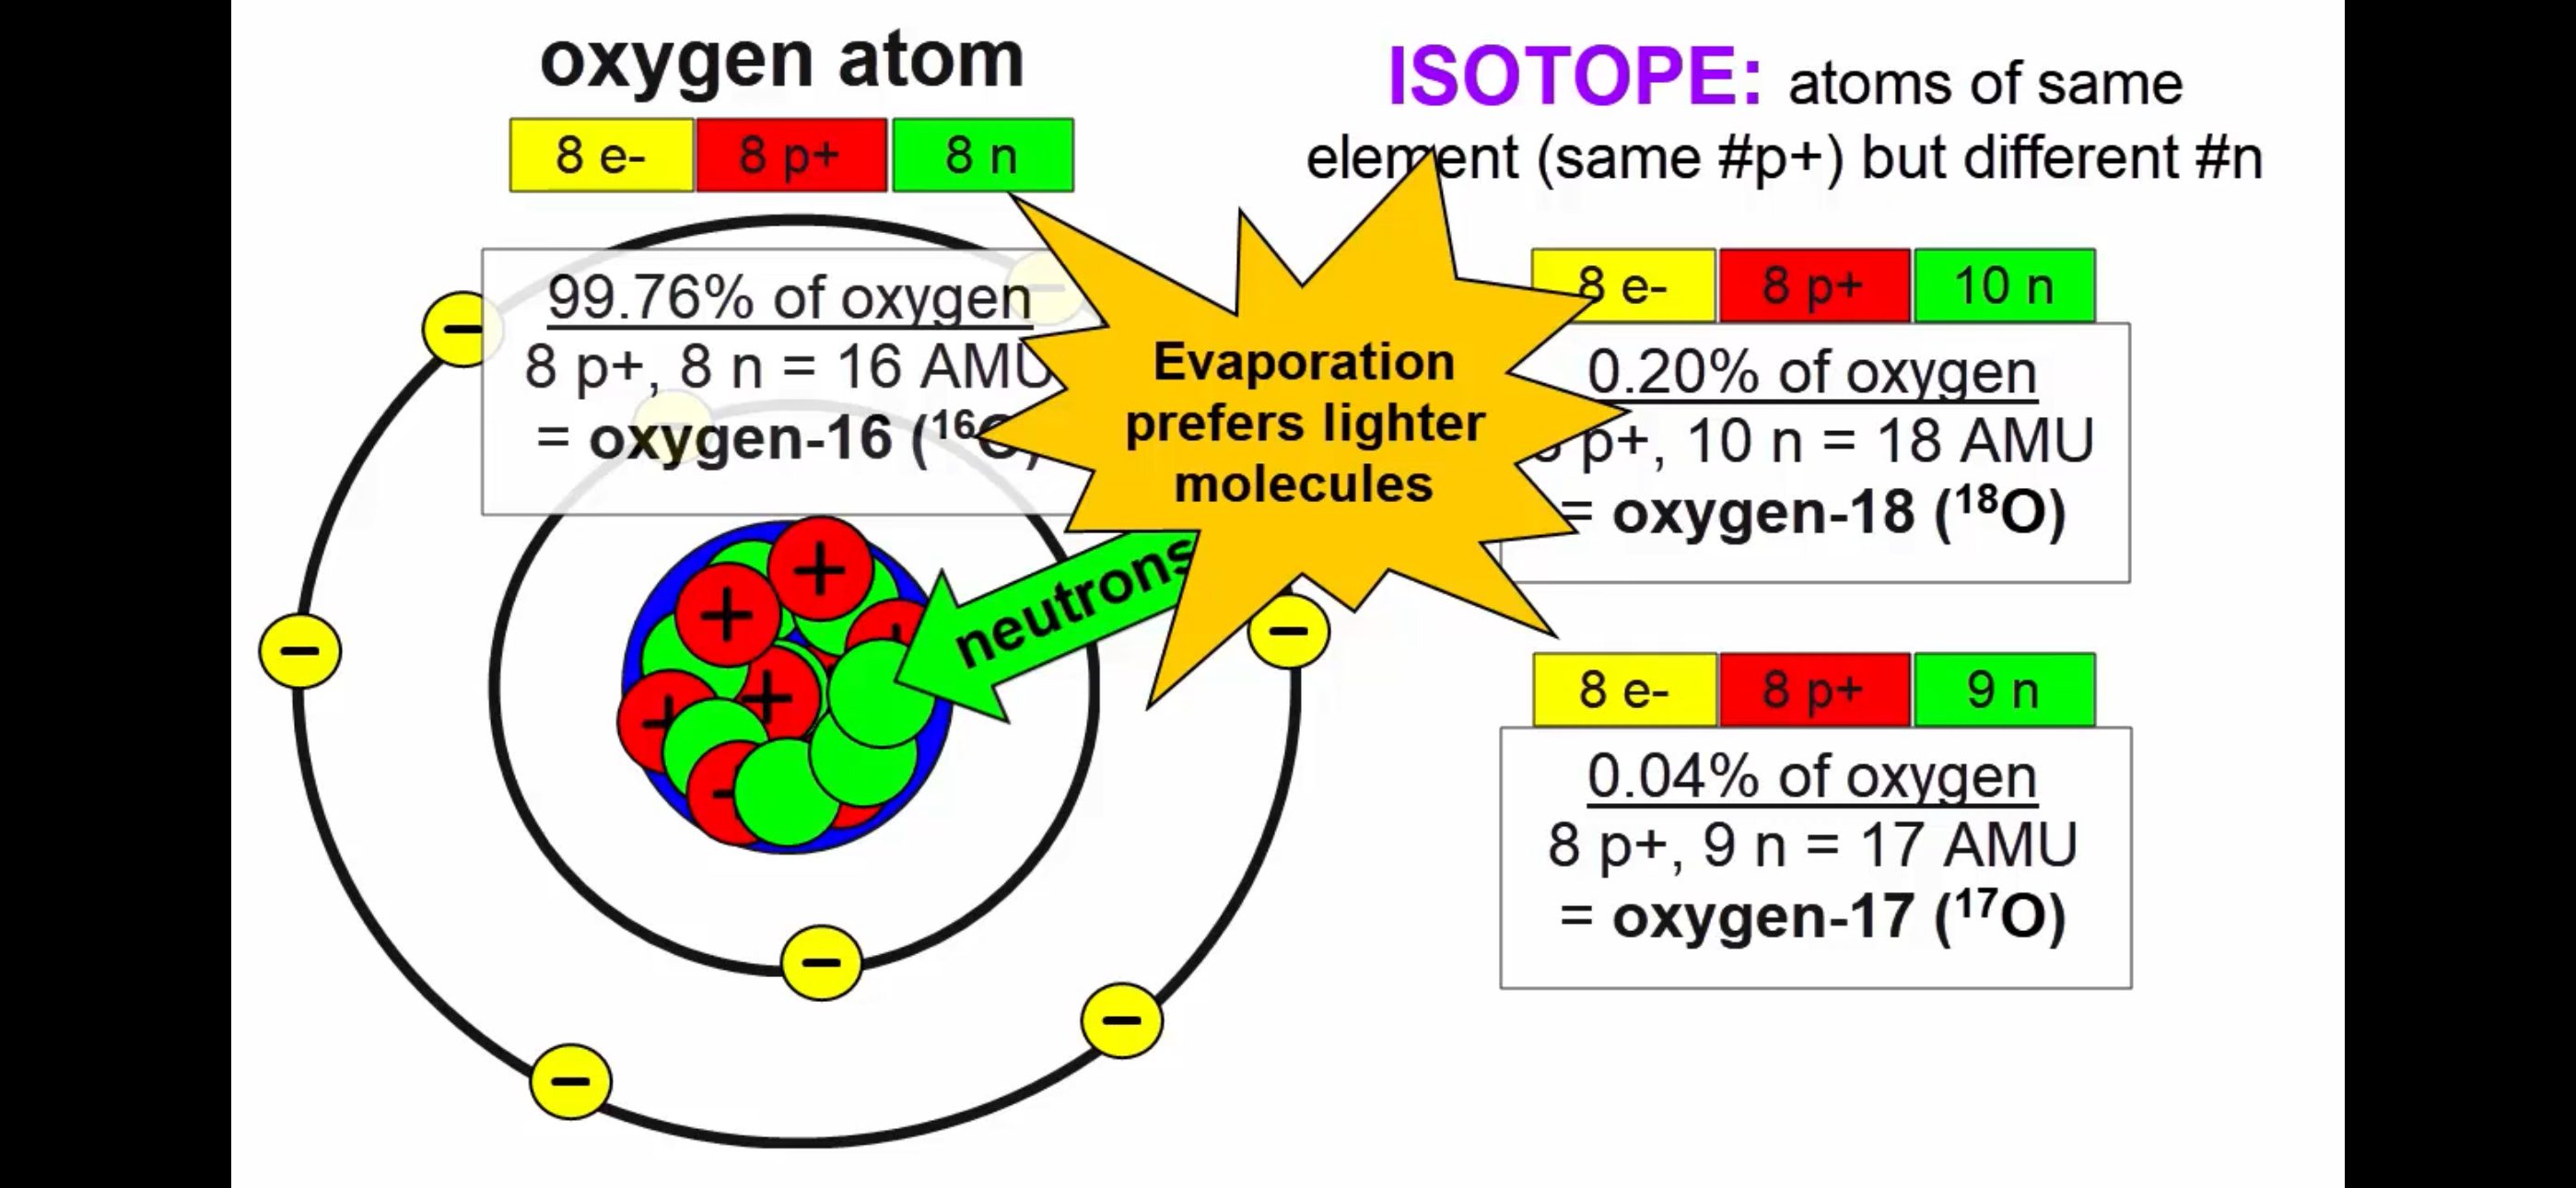 oxygen atom
8 e-
8 p+
8 n
99.76% of oxygen
8 p+, 8 n = 16 AMU
= oxygen-16 (¹⁶O)
neutrons
Evaporation
prefers lighter
molecules
ISOTOPE: atoms of same
element (same #p+) but different #n
8 e-
8 p+
10 n
0.20% of oxygen
8 p+, 10 n = 18 AMU
= oxygen-18 (¹⁸O)
8 e-
8 p+
9 n
0.04% of oxygen
8 p+, 9 n = 17 AMU
= oxygen-17 (¹⁷O)